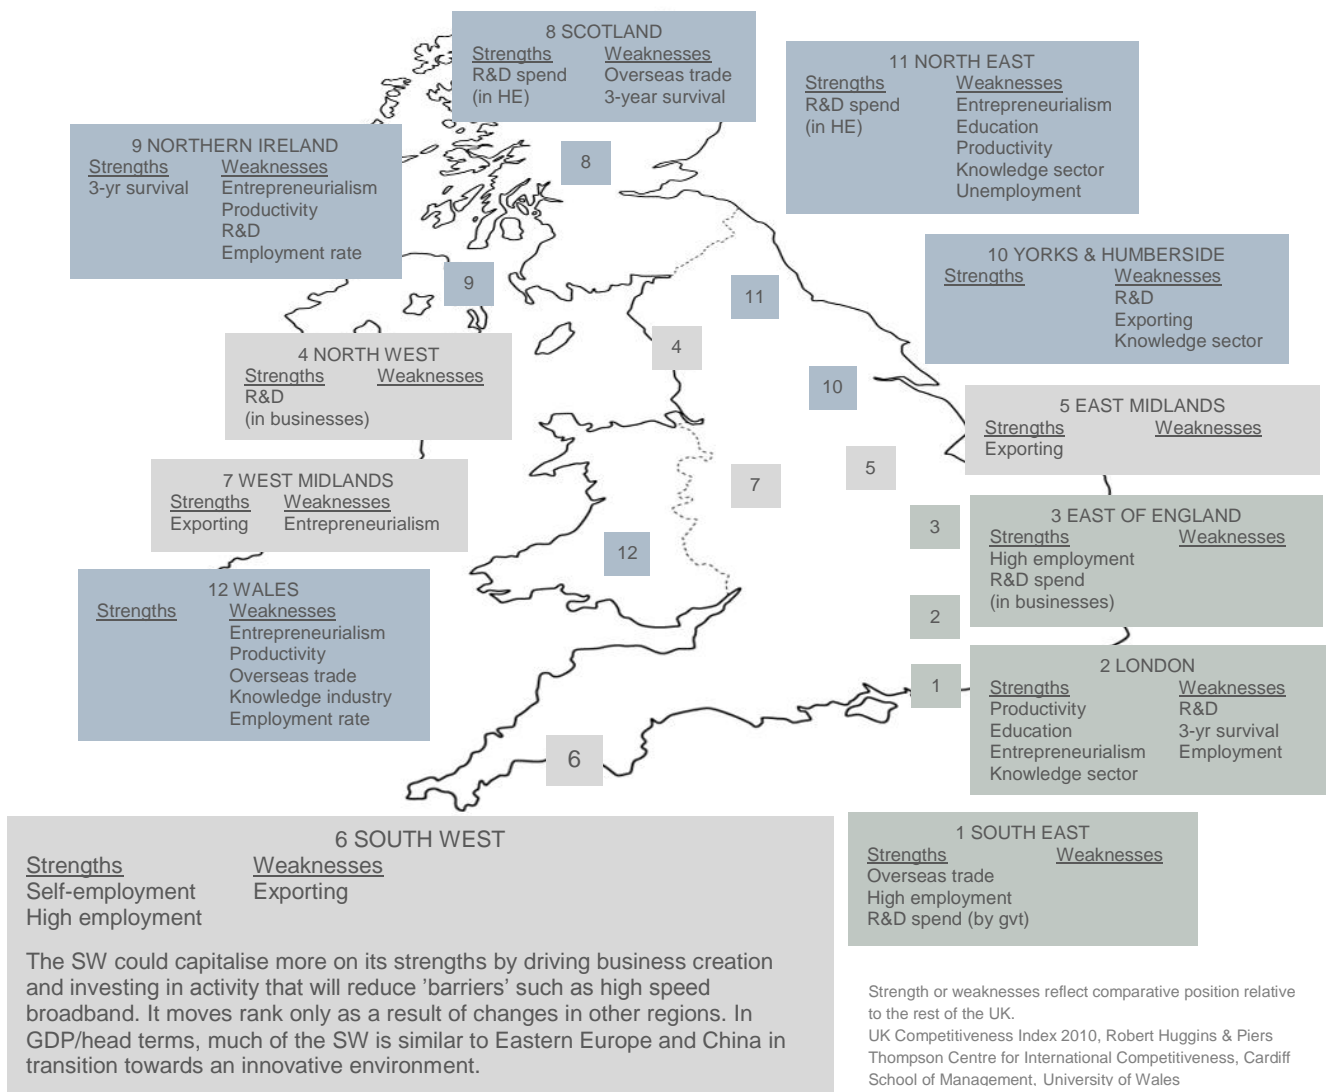 8 SCOTLAND
Strengths Weaknesses
R&D spend Overseas trade
(in HE) 3-year survival
11 NORTH EAST
Strengths Weaknesses
R&D spend Entrepreneurialism
(in HE) Education
Productivity
Knowledge sector
Unemployment
9 NORTHERN IRELAND
Strengths Weaknesses
3-yr survival Entrepreneurialism
Productivity
R&D
Employment rate
8
10 YORKS & HUMBERSIDE
Strengths Weaknesses
R&D
Exporting
Knowledge sector
9
11
4 NORTH WEST
Strengths Weaknesses
R&D
(in businesses)
4
10
5 EAST MIDLANDS
Strengths Weaknesses
Exporting
7 WEST MIDLANDS
Strengths Weaknesses
Exporting Entrepreneurialism
5
7
3
3 EAST OF ENGLAND
Strengths Weaknesses
High employment
R&D spend
(in businesses)
12
12 WALES
Strengths Weaknesses
Entrepreneurialism
Productivity
Overseas trade
Knowledge industry
Employment rate
2
1
2 LONDON
Strengths Weaknesses
Productivity R&D
Education 3-yr survival
Entrepreneurialism Employment
Knowledge sector
6
6 SOUTH WEST
Strengths Weaknesses
Self-employment Exporting
High employment
The SW could capitalise more on its strengths by driving business creation
and investing in activity that will reduce 'barriers' such as high speed
broadband. It moves rank only as a result of changes in other regions. In
GDP/head terms, much of the SW is similar to Eastern Europe and China in
transition towards an innovative environment.
1 SOUTH EAST
Strengths Weaknesses
Overseas trade
High employment
R&D spend (by gvt)
Strength or weaknesses reflect comparative position relative
to the rest of the UK.
UK Competitiveness Index 2010, Robert Huggins & Piers
Thompson Centre for International Competitiveness, Cardiff
School of Management, University of Wales